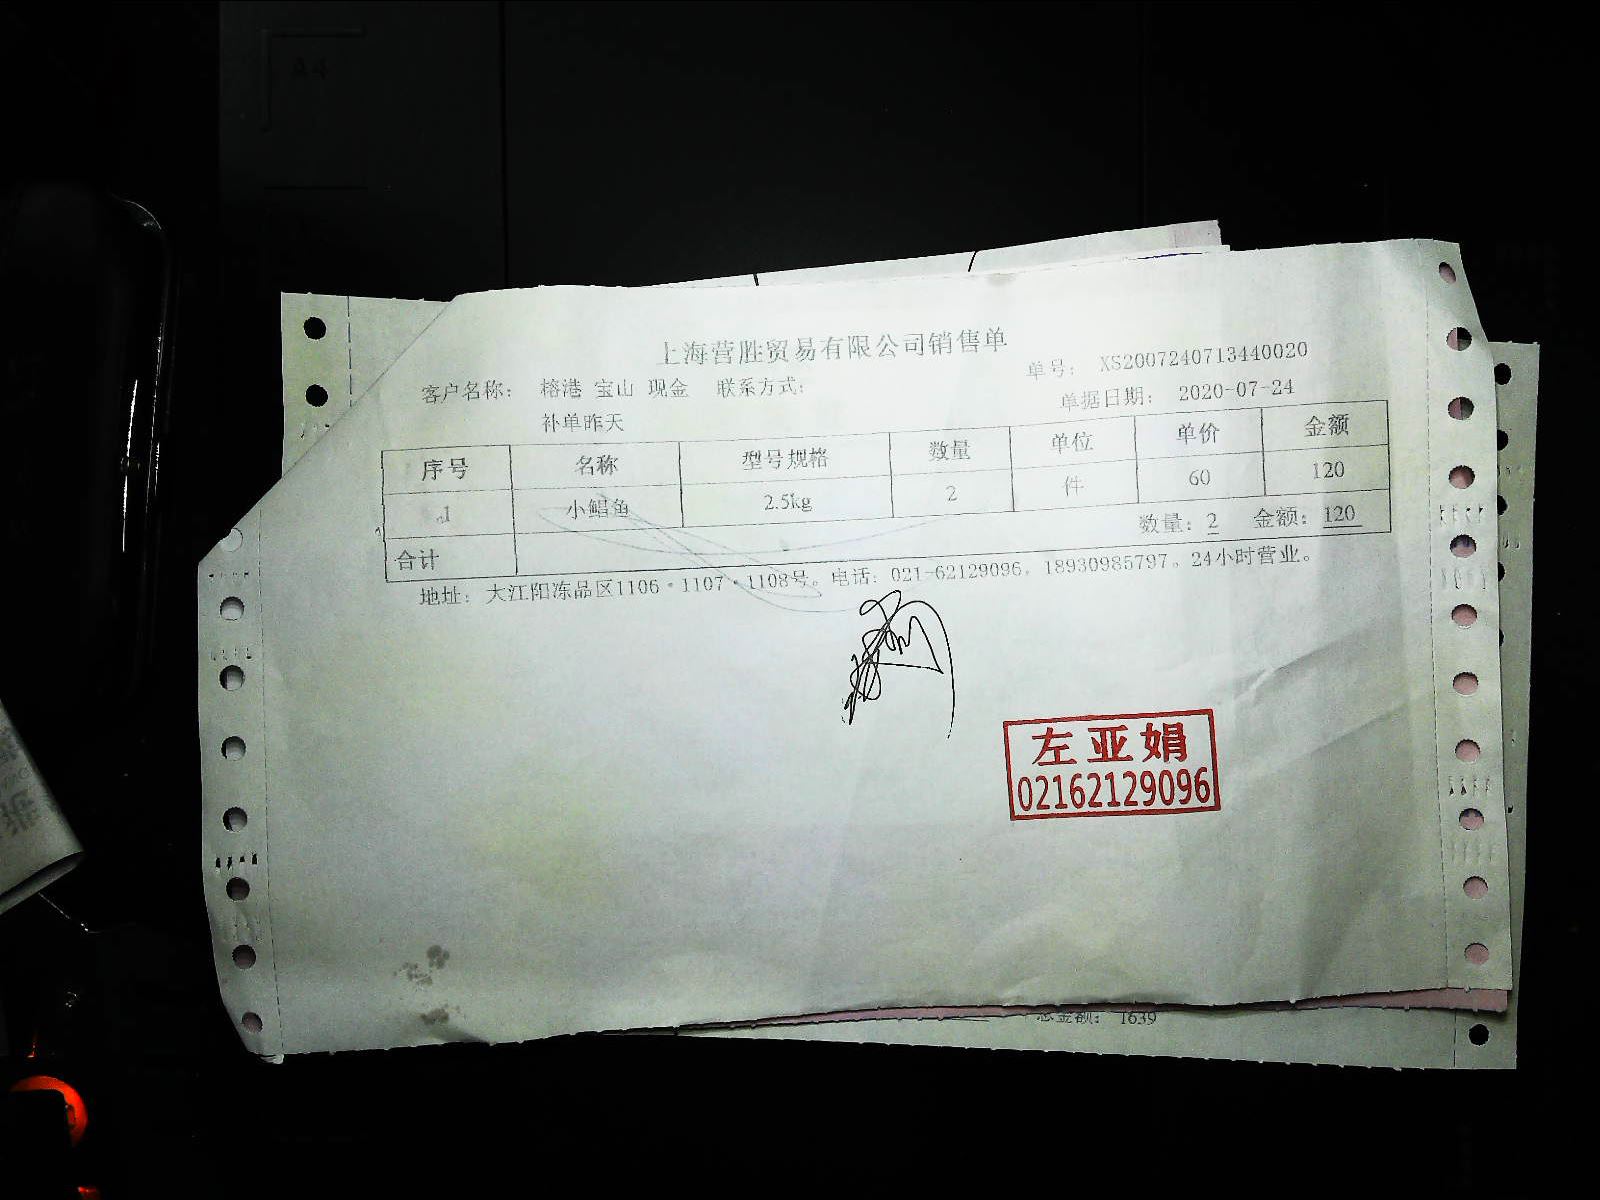 A4
上海营胜贸易有限公司销售单
单号： XS2007240713440020
客户名称： 榕港 宝山 现金 联系方式：
单据日期： 2020-07-24
补单昨天
序号 名称 型号规格 数量 单位 单价 金额
1 小鲳鱼 2.5kg 2 件 60 120
合计 数量：2 金额：120
地址： 大江阳冻品区1106·1107·1108号。电话：021-62129096，18930985797。24小时营业。
左亚娟
02162129096
总金额： 1639